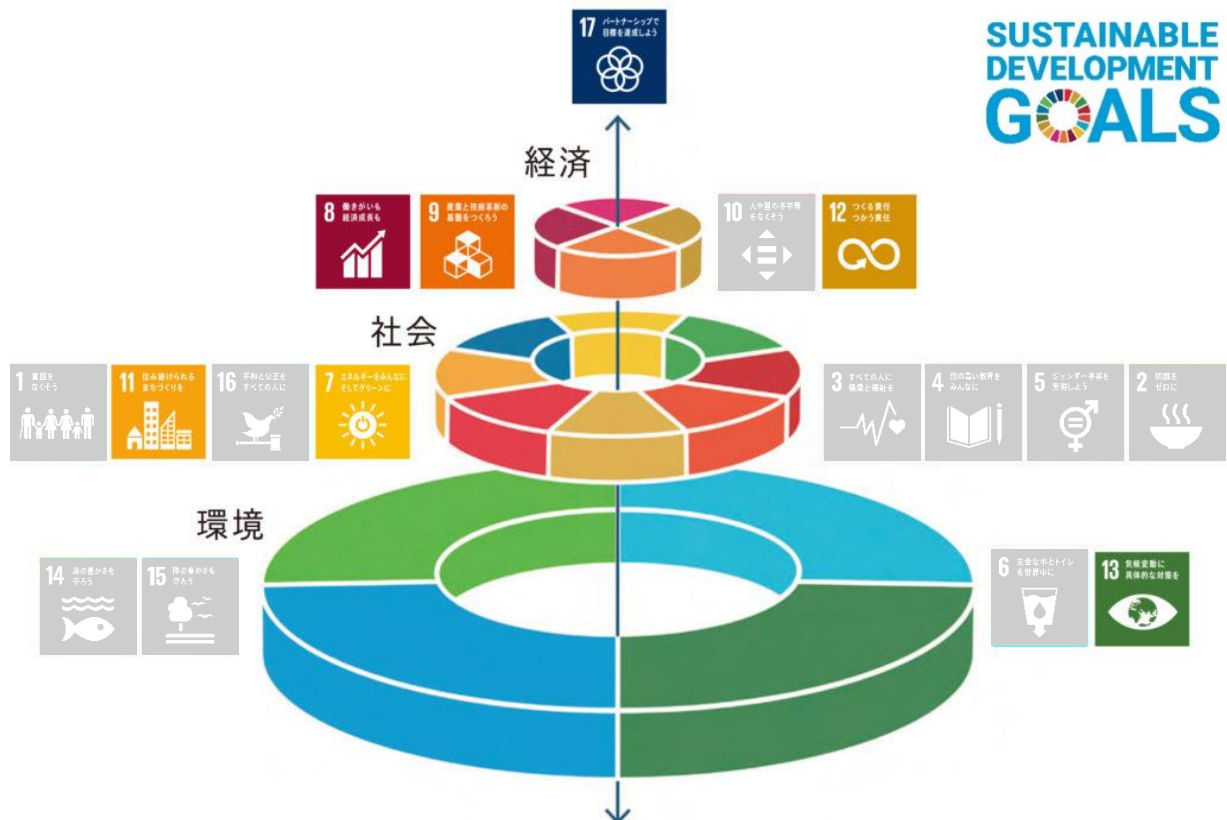 17 パートナーシップで
目標を達成しよう
SUSTAINABLE
DEVELOPMENT
GOALS
経済
8 働きがいも
経済成長も
9 産業と技術革新の
基盤をつくろう
10 人や国の不平等
をなくそう
12 つくる責任
つかう責任
社会
1 貧困を
なくそう
11 住み続けられる
まちづくりを
16 平和と公正を
すべての人に
7 エネルギーをみんなに
そしてクリーンに
3 すべての人に
健康と福祉を
4 質の高い教育を
みんなに
5 ジェンダー平等を
実現しよう
2 飢餓を
ゼロに
環境
14 海の豊かさを
守ろう
15 陸の豊かさも
守ろう
6 安全な水とトイレ
を世界中に
13 気候変動に
具体的な対策を